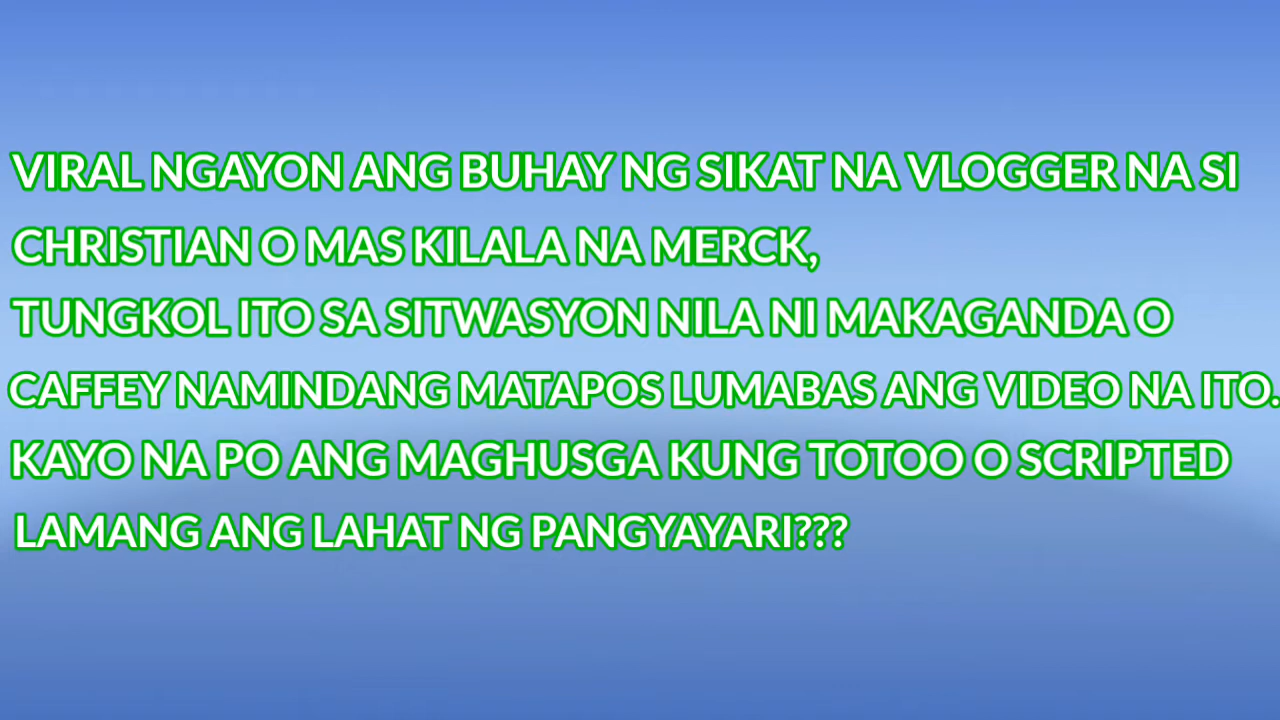 VIRAL NGAYON ANG BUHAY NG SIKAT NA VLOGGER NA SI
CHRISTIAN O MAS KILALA NA MERCK,
TUNGKOL ITO SA SITWASYON NILA NI MAKAGANDA O
CAFFEY NAMINDANG MATAPOS LUMABAS ANG VIDEO NA ITO.
KAYO NA PO ANG MAGHUSGA KUNG TOTOO O SCRIPTED
LAMANG ANG LAHAT NG PANGYAYARI???